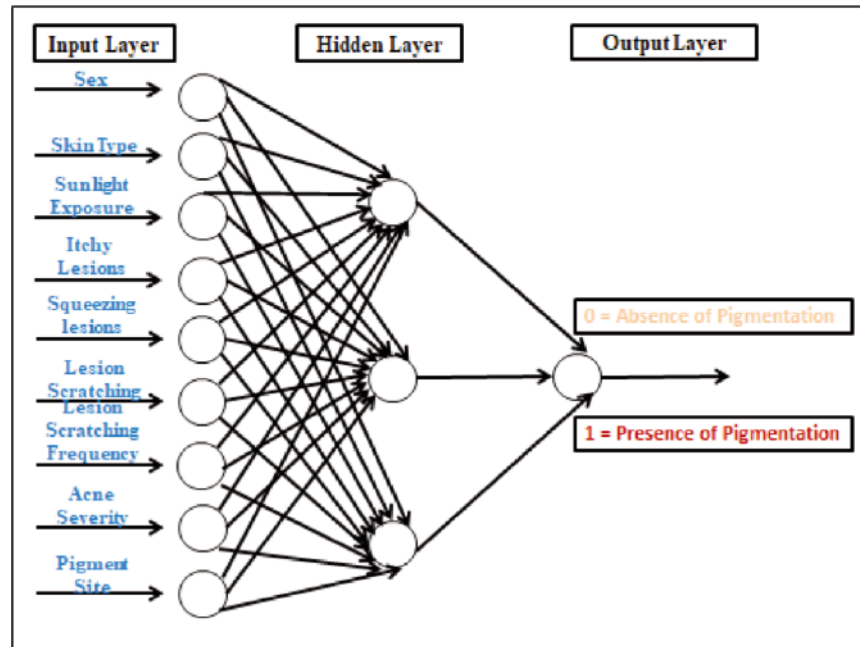 Input Layer
Hidden Layer
Output Layer
Sex
Skin Type
Sunlight
Exposure
Itchy
Lesions
Squeezing
lesions
Lesion
Scratching
Lesion
Scratching
Frequency
Acne
Severity
Pigment
Site
0 = Absence of Pigmentation
1 = Presence of Pigmentation